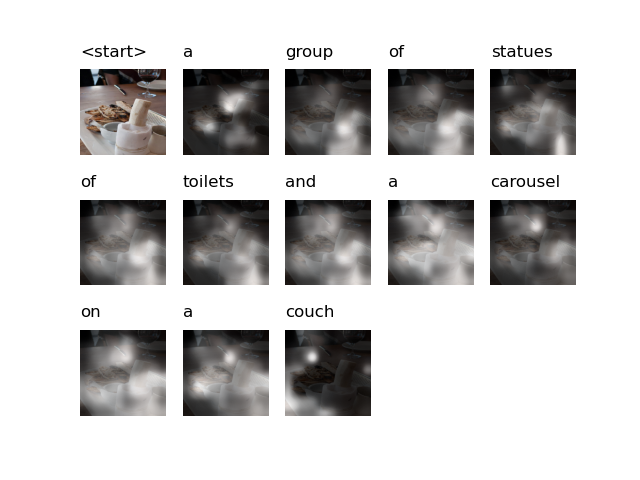 <start> a group of statues
of toilets and a carousel
on a couch